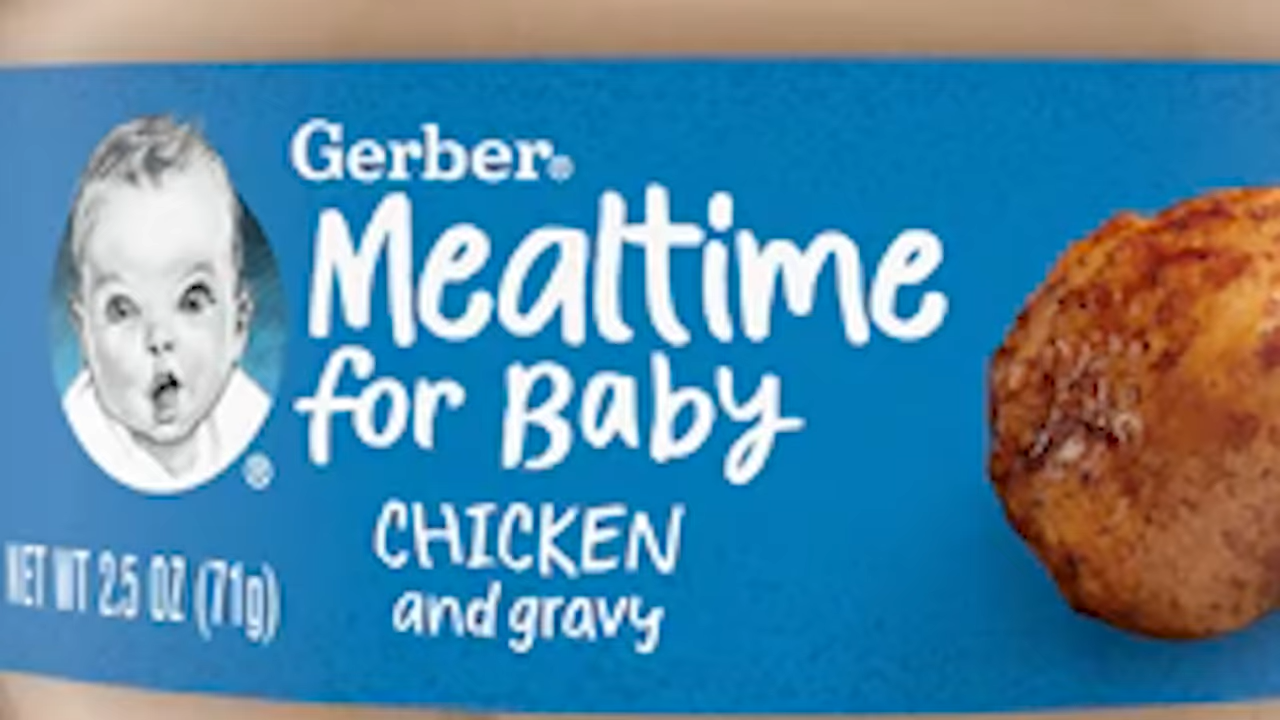 Gerber®
Mealtime
for Baby
®
CHICKEN
and gravy
NET WT 2.5 OZ (71g)